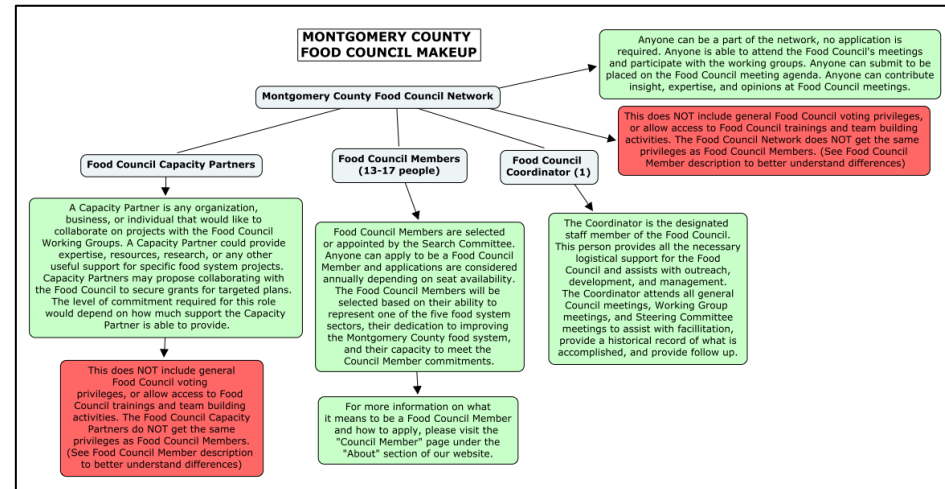 MONTGOMERY COUNTY
FOOD COUNCIL MAKEUP
Anyone can be a part of the network, no application is
required. Anyone is able to attend the Food Council's meetings
and participate with the working groups. Anyone can submit to be
placed on the Food Council meeting agenda. Anyone can contribute
insight, expertise, and opinions at Food Council meetings.
Montgomery County Food Council Network
This does NOT include general Food Council voting privileges,
or allow access to Food Council trainings and team building
activities. The Food Council Network does NOT get the same
privileges as Food Council Members. (See Food Council
Member description to better understand differences)
Food Council Capacity Partners
Food Council Members
(13-17 people)
Food Council
Coordinator (1)
A Capacity Partner is any organization,
business, or individual that would like to
collaborate on projects with the Food Council
Working Groups. A Capacity Partner could provide
expertise, resources, research, or any other
useful support for specific food system projects.
Capacity Partners may propose collaborating with
the Food Council to secure grants for targeted plans.
The level of commitment required for this role
would depend on how much support the Capacity
Partner is able to provide.
Food Council Members are selected
or appointed by the Search Committee.
Anyone can apply to be a Food Council
Member and applications are considered
annually depending on seat availability.
The Food Council Members will be
selected based on their ability to
represent one of the five food system
sectors, their dedication to improving
the Montgomery County food system,
and their capacity to meet the
Council Member commitments.
The Coordinator is the designated
staff member of the Food Council.
This person provides all the necessary
logistical support for the Food
Council and assists with outreach,
development, and management.
The Coordinator attends all general
Council meetings, Working Group
meetings, and Steering Committee
meetings to assist with facillitation,
provide a historical record of what is
accomplished, and provide follow up.
This does NOT include general
Food Council voting
privileges, or allow access to Food
Council trainings and team building
activities. The Food Council Capacity
Partners do NOT get the same
privileges as Food Council Members.
(See Food Council Member description
to better understand differences)
For more information on what
it means to be a Food Council Member
and how to apply, please visit the
"Council Member" page under the
"About" section of our website.